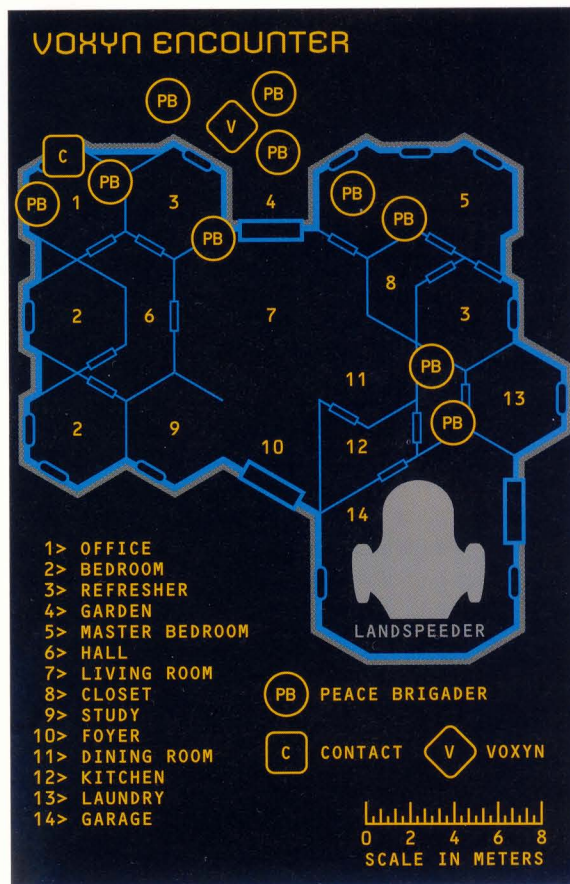 VOXYN ENCOUNTER
PB
PB
V
PB
C
PB
PB
1
3
4
PB
PB
5
PB
8
2
6
7
3
11
PB
13
2
9
10
12
PB
14
LANDSPEEDER
1> OFFICE
2> BEDROOM
3> REFRESHER
4> GARDEN
5> MASTER BEDROOM
6> HALL
7> LIVING ROOM
8> CLOSET
9> STUDY
10> FOYER
11> DINING ROOM
12> KITCHEN
13> LAUNDRY
14> GARAGE
PB PEACE BRIGADER
C CONTACT
V VOXYN
0 2 4 6 8
SCALE IN METERS